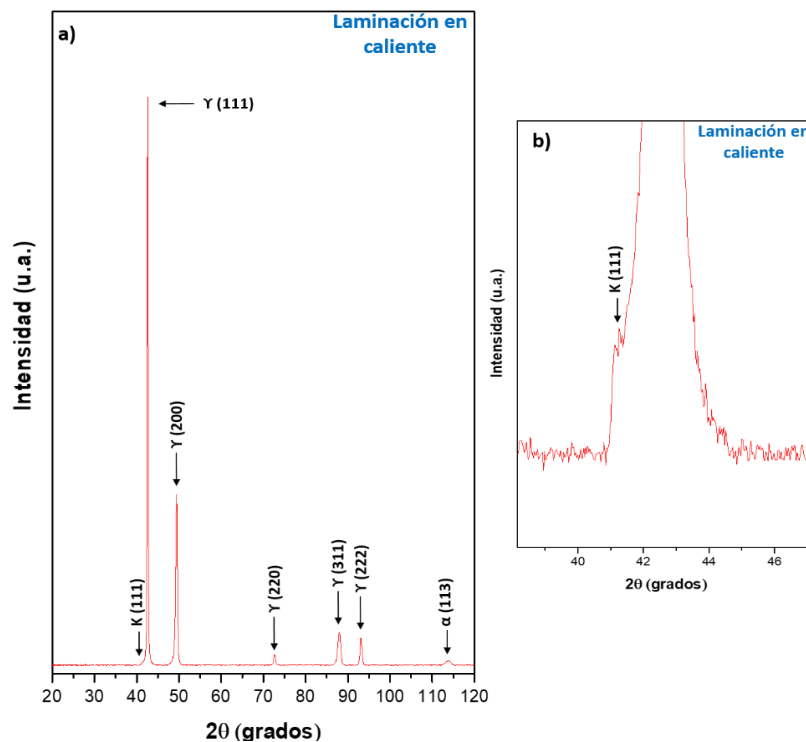 a)
Laminación en
caliente
ϒ (111)
ϒ (200)
K (111)
ϒ (220)
ϒ (311)
ϒ (222)
α (113)
Intensidad (u.a.)
20 30 40 50 60 70 80 90 100 110 120
2θ (grados)
b)
Laminación en
caliente
K (111)
Intensidad (u.a.)
40 42 44 46
2θ (grados)